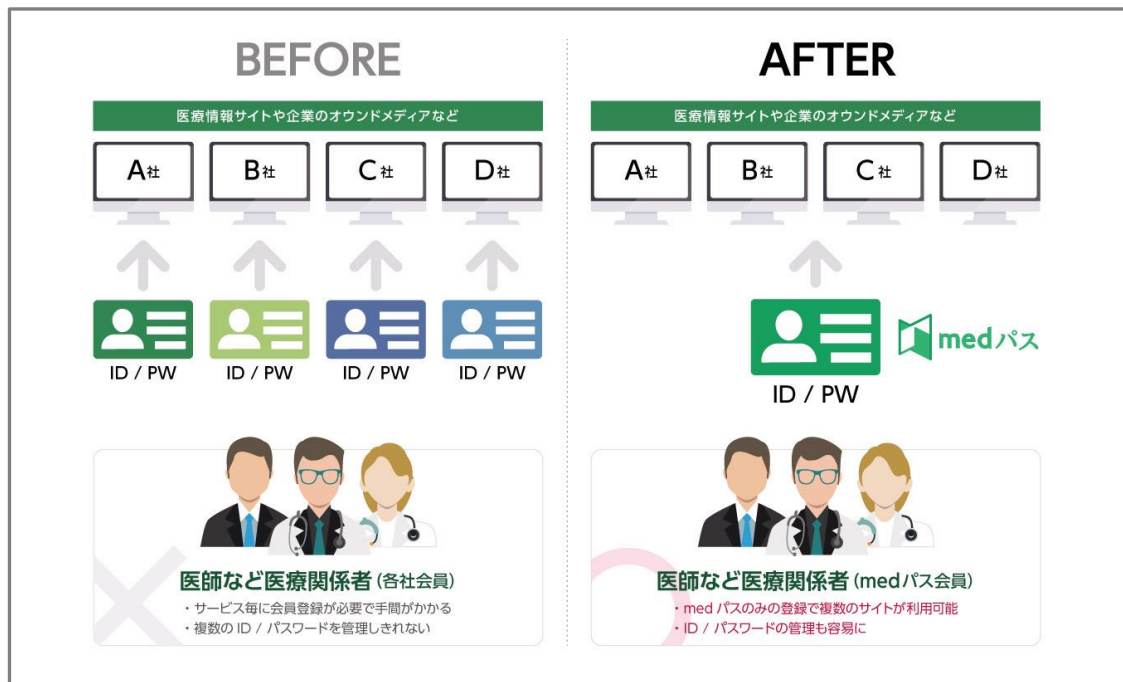 BEFORE
医療情報サイトや企業のオウンドメディアなど
A社
B社
C社
D社
ID / PW
ID / PW
ID / PW
ID / PW
医師など医療関係者(各社会員)
・サービス毎に会員登録が必要で手間がかかる
・複数の ID / パスワードを管理しきれない
AFTER
医療情報サイトや企業のオウンドメディアなど
A社
B社
C社
D社
medパス
ID / PW
医師など医療関係者(medパス会員)
・medパスのみの登録で複数のサイトが利用可能
・ID / パスワードの管理も容易に